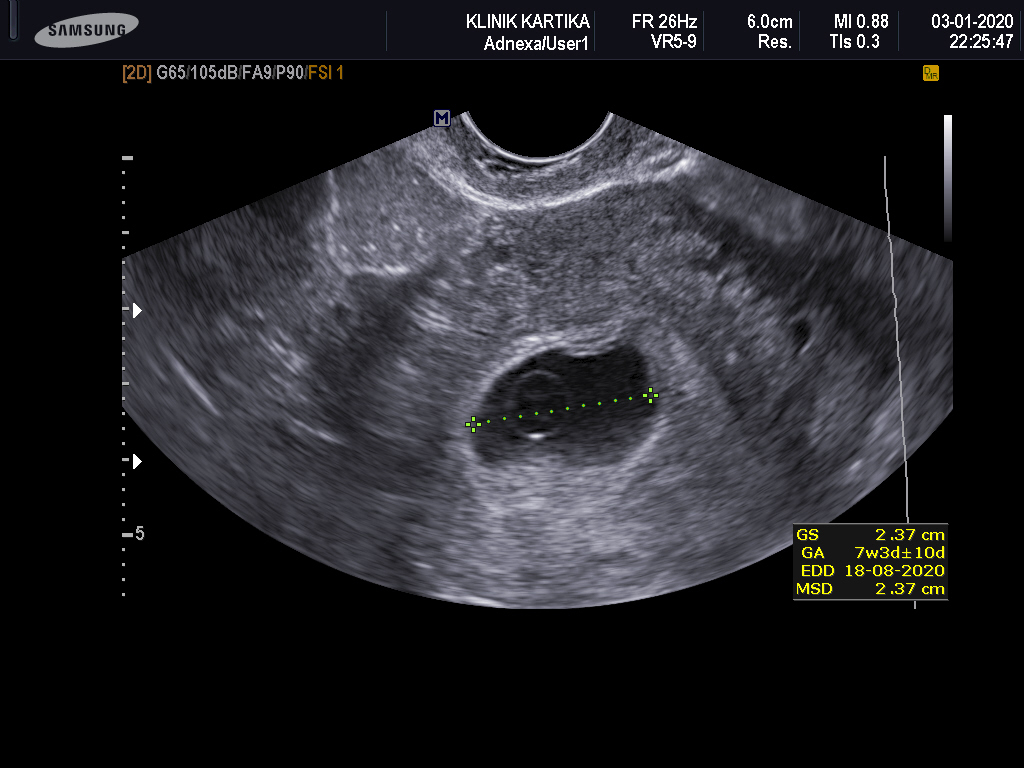 SAMSUNG
KLINIK KARTIKA
Adnexa/User1
FR 26Hz
VR5-9
6.0cm
Res.
MI 0.88
TIs 0.3
03-01-2020
22:25:47
[2D] G65/105dB/FA9/P90/FSI 1
M
5
GS 2.37 cm
GA 7w3d±10d
EDD 18-08-2020
MSD 2.37 cm